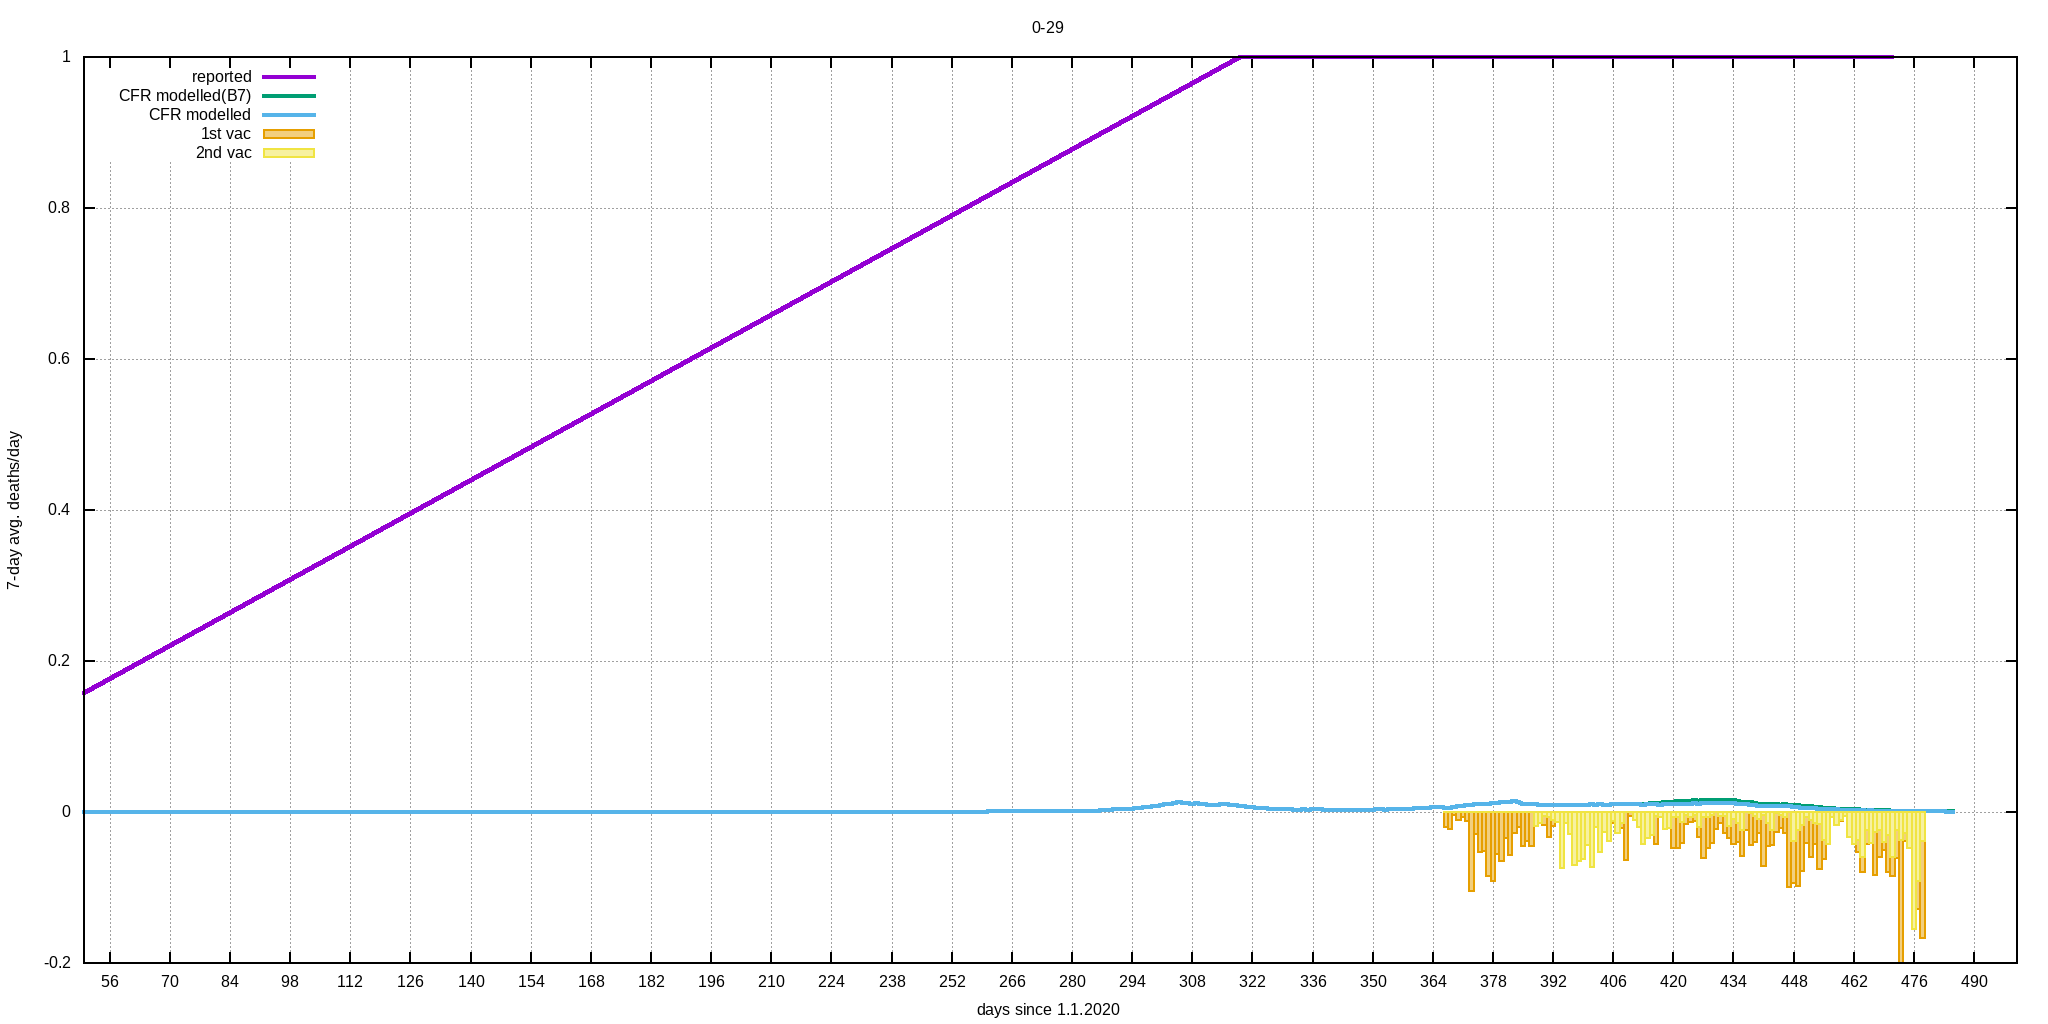 0-29
1
reported
CFR modelled(B7)
CFR modelled
1st vac
2nd vac
0.8
0.6
0.4
0.2
0
-0.2
7-day avg. deaths/day
56 70 84 98 112 126 140 154 168 182 196 210 224 238 252 266 280 294 308 322 336 350 364 378 392 406 420 434 448 462 476 490
days since 1.1.2020